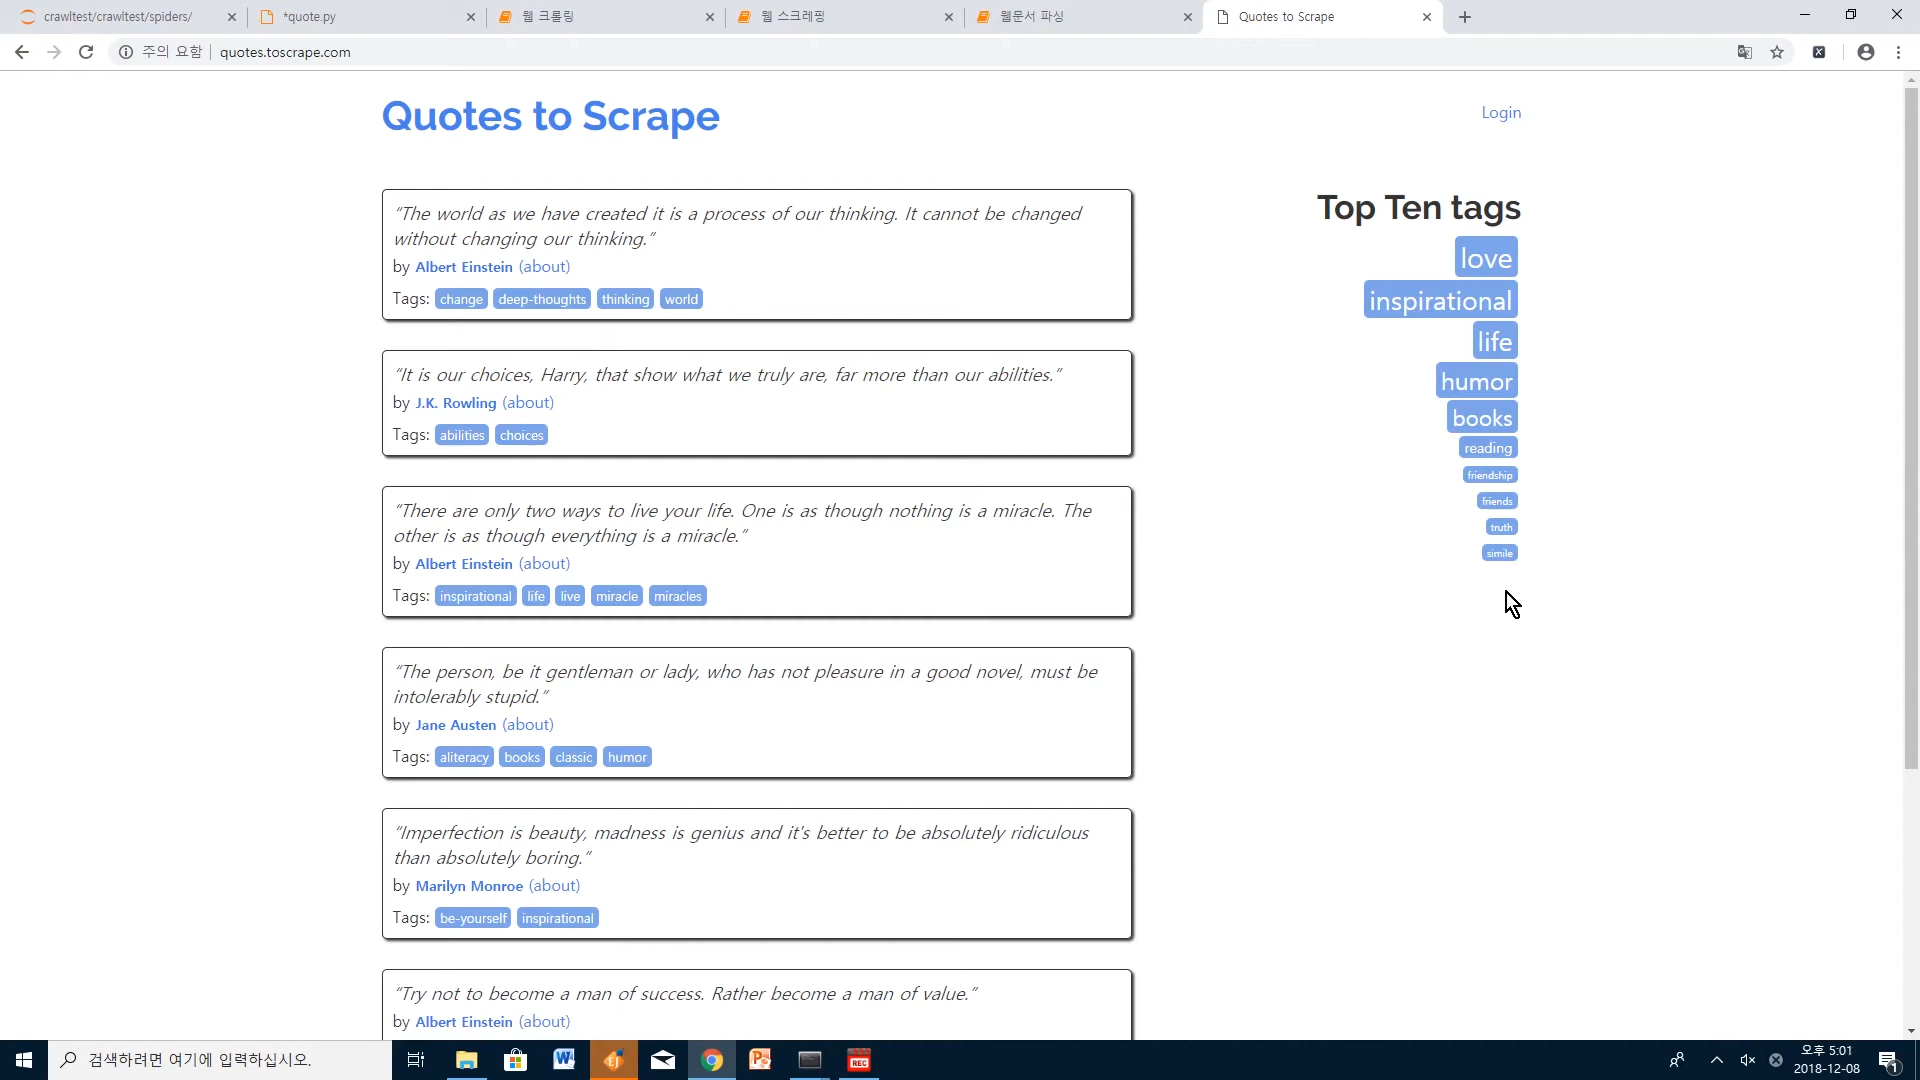 crawltest/crawltest/spiders/
*quote.py
웹 크롤링
웹 스크레핑
웹문서 파싱
Quotes to Scrape
주의 요함
quotes.toscrape.com
Quotes to Scrape
Login
“The world as we have created it is a process of our thinking. It cannot be changed
without changing our thinking.”
by Albert Einstein (about)
Tags: change deep-thoughts thinking world
“It is our choices, Harry, that show what we truly are, far more than our abilities.”
by J.K. Rowling (about)
Tags: abilities choices
“There are only two ways to live your life. One is as though nothing is a miracle. The
other is as though everything is a miracle.”
by Albert Einstein (about)
Tags: inspirational life live miracle miracles
“The person, be it gentleman or lady, who has not pleasure in a good novel, must be
intolerably stupid.”
by Jane Austen (about)
Tags: aliteracy books classic humor
“Imperfection is beauty, madness is genius and it's better to be absolutely ridiculous
than absolutely boring.”
by Marilyn Monroe (about)
Tags: be-yourself inspirational
“Try not to become a man of success. Rather become a man of value.”
by Albert Einstein (about)
Top Ten tags
love
inspirational
life
humor
books
reading
friendship
friends
truth
simile
검색하려면 여기에 입력하십시오.
REC
오후 5:01
2018-12-08
1